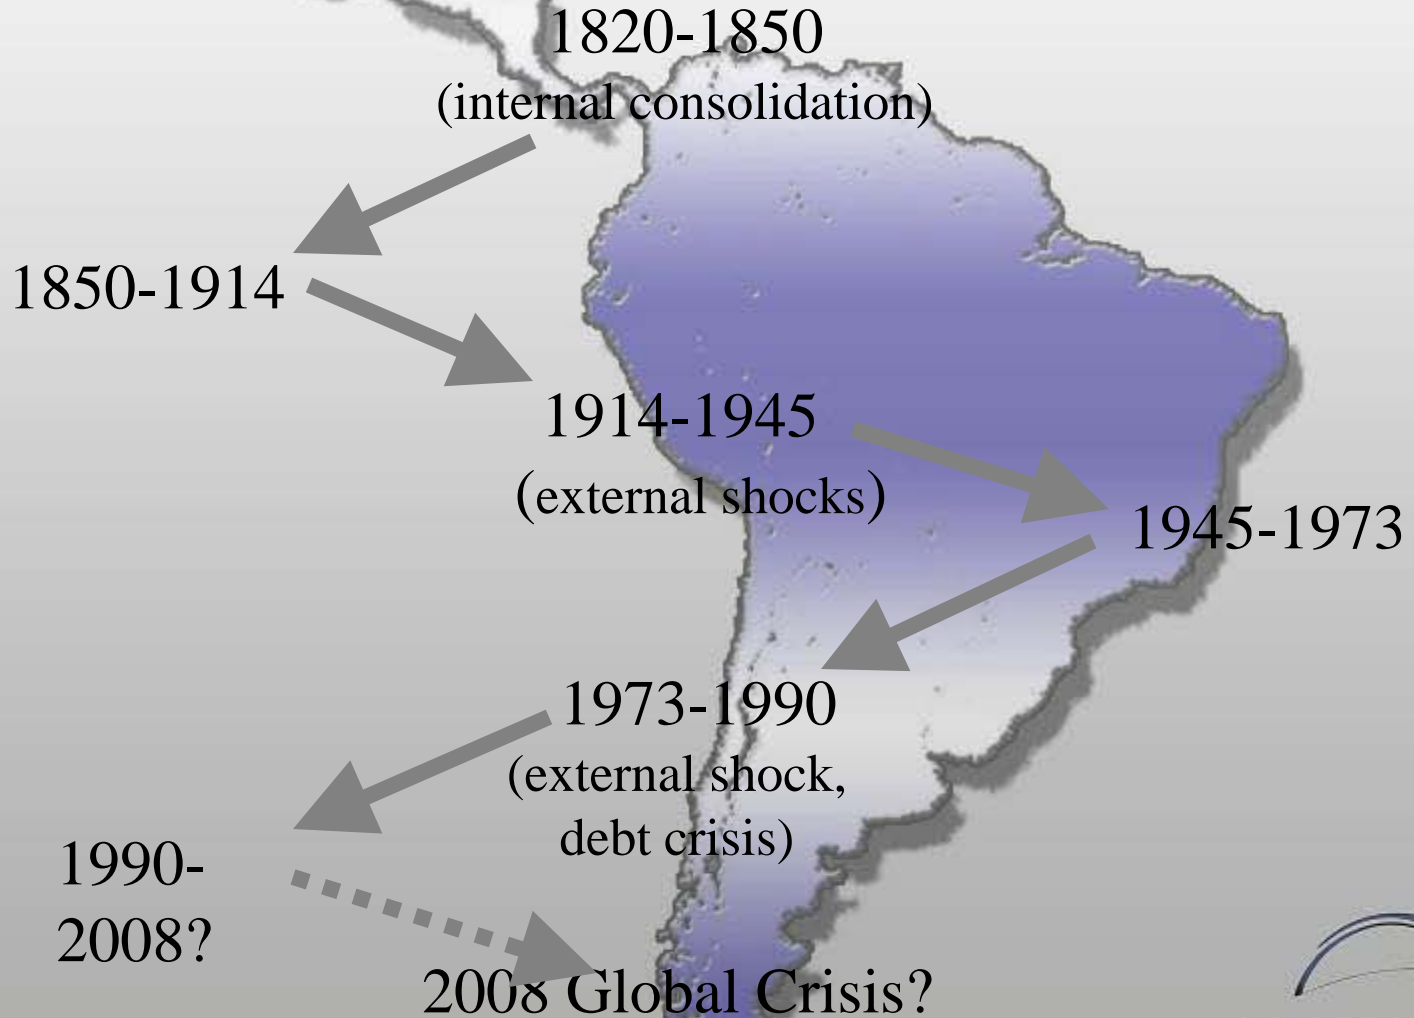 1820-1850
(internal consolidation)
1850-1914
1914-1945
(external shocks)
1945-1973
1973-1990
(external shock,
debt crisis)
1990-
2008?
2008 Global Crisis?